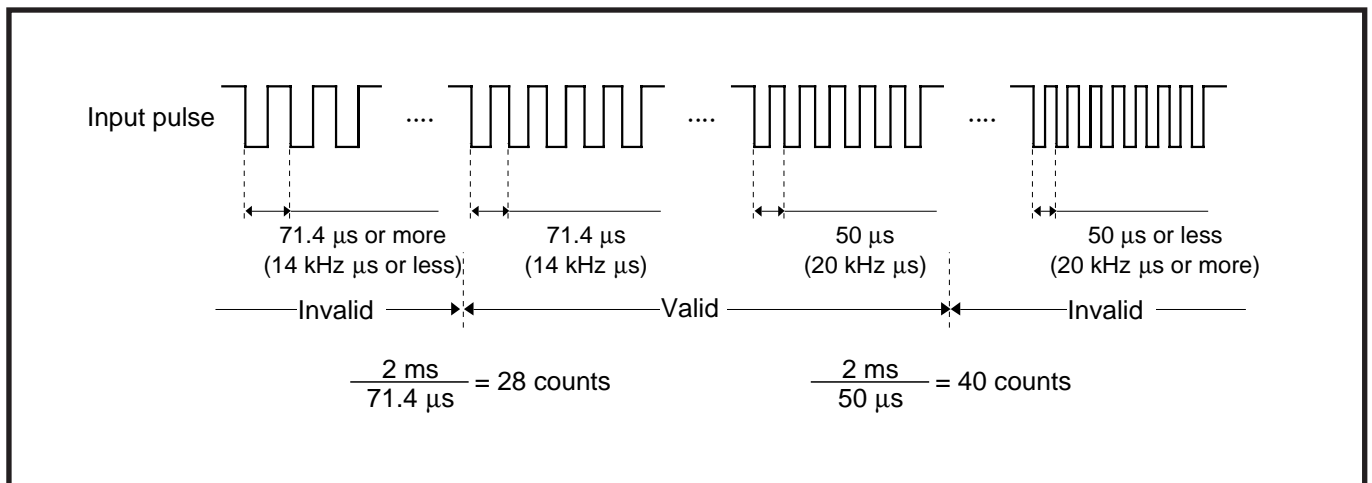 Input pulse
.... .... ....
71.4 μs or more
(14 kHz μs or less)
71.4 μs
(14 kHz μs)
50 μs
(20 kHz μs)
50 μs or less
(20 kHz μs or more)
Invalid
Valid
Invalid
2 ms
71.4 μs
= 28 counts
2 ms
50 μs
= 40 counts